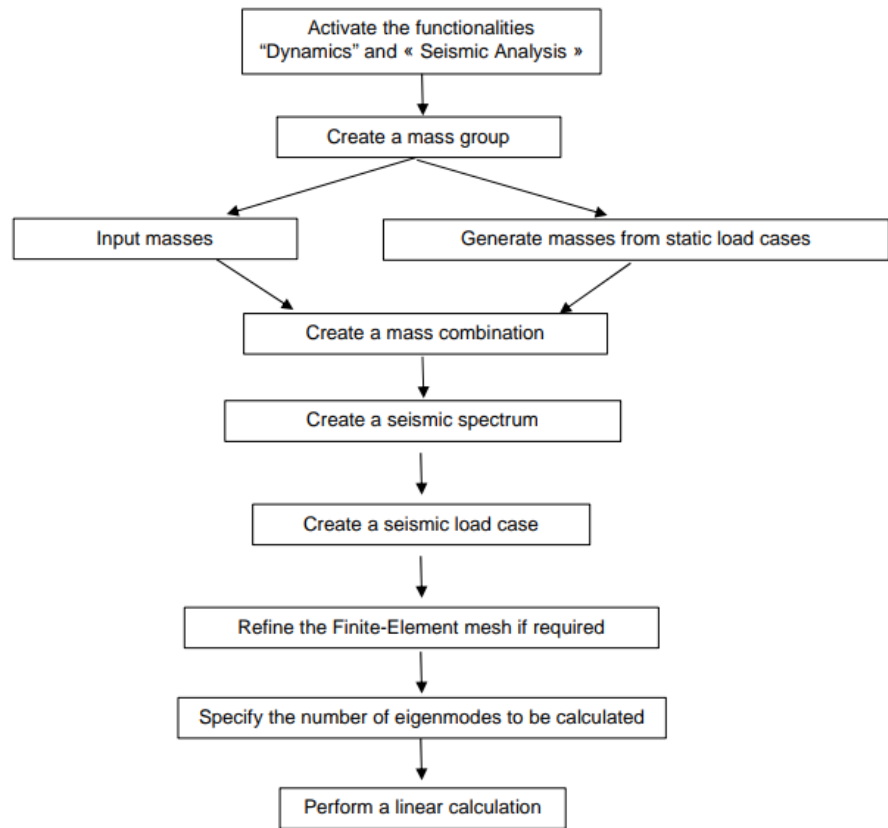 Activate the functionalities
“Dynamics” and « Seismic Analysis »
Create a mass group
Input masses
Generate masses from static load cases
Create a mass combination
Create a seismic spectrum
Create a seismic load case
Refine the Finite-Element mesh if required
Specify the number of eigenmodes to be calculated
Perform a linear calculation